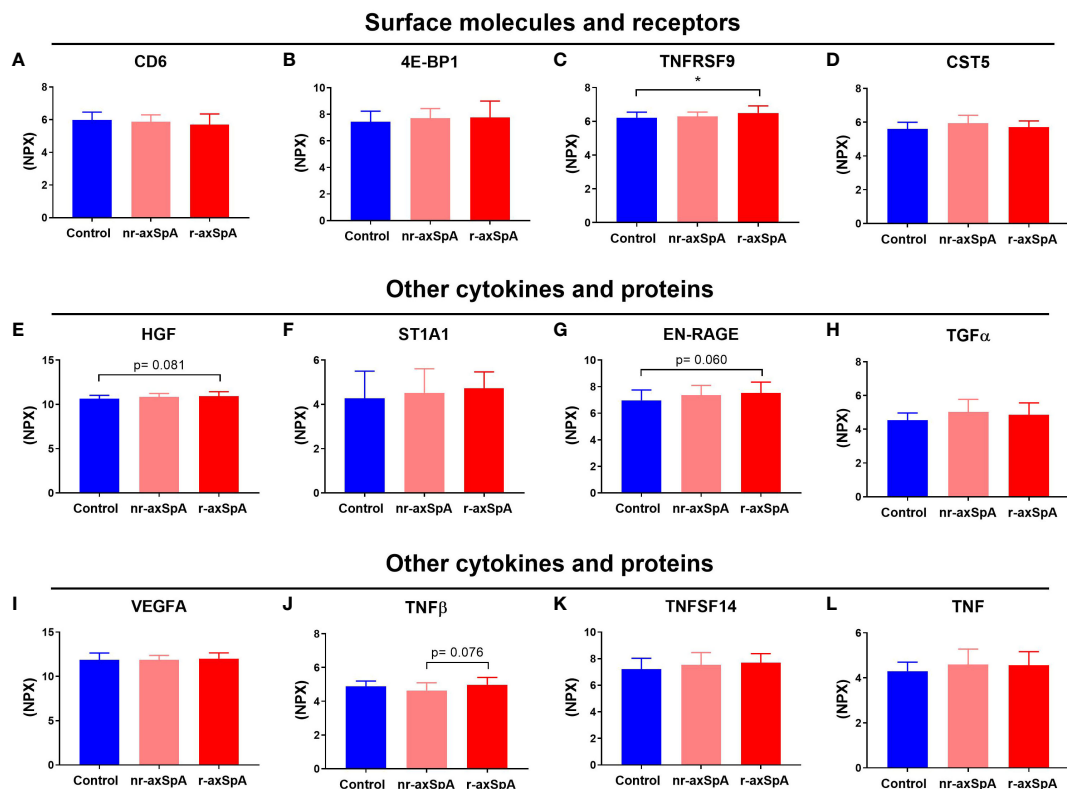 Surface molecules and receptors
A CD6 B 4E-BP1 C TNFRSF9 D CST5
*
(NPX) (NPX) (NPX) (NPX)
8 10 8 8
6 8 6 6
4 6 4 4
2 4 2 2
0 2 0 0
0
Control nr-axSpA r-axSpA Control nr-axSpA r-axSpA Control nr-axSpA r-axSpA Control nr-axSpA r-axSpA
Other cytokines and proteins
E HGF F ST1A1 G EN-RAGE H TGFα
p= 0.081 p= 0.060
(NPX) (NPX) (NPX) (NPX)
15 6 10 8
10 4 8 6
5 2 6 4
0 0 4 2
2 0
0
Control nr-axSpA r-axSpA Control nr-axSpA r-axSpA Control nr-axSpA r-axSpA Control nr-axSpA r-axSpA
Other cytokines and proteins
I VEGFA J TNFβ K TNFSF14 L TNF
p= 0.076
(NPX) (NPX) (NPX) (NPX)
15 8 10 6
10 6 8 4
5 4 6 2
0 2 4 0
0 2
0
Control nr-axSpA r-axSpA Control nr-axSpA r-axSpA Control nr-axSpA r-axSpA Control nr-axSpA r-axSpA